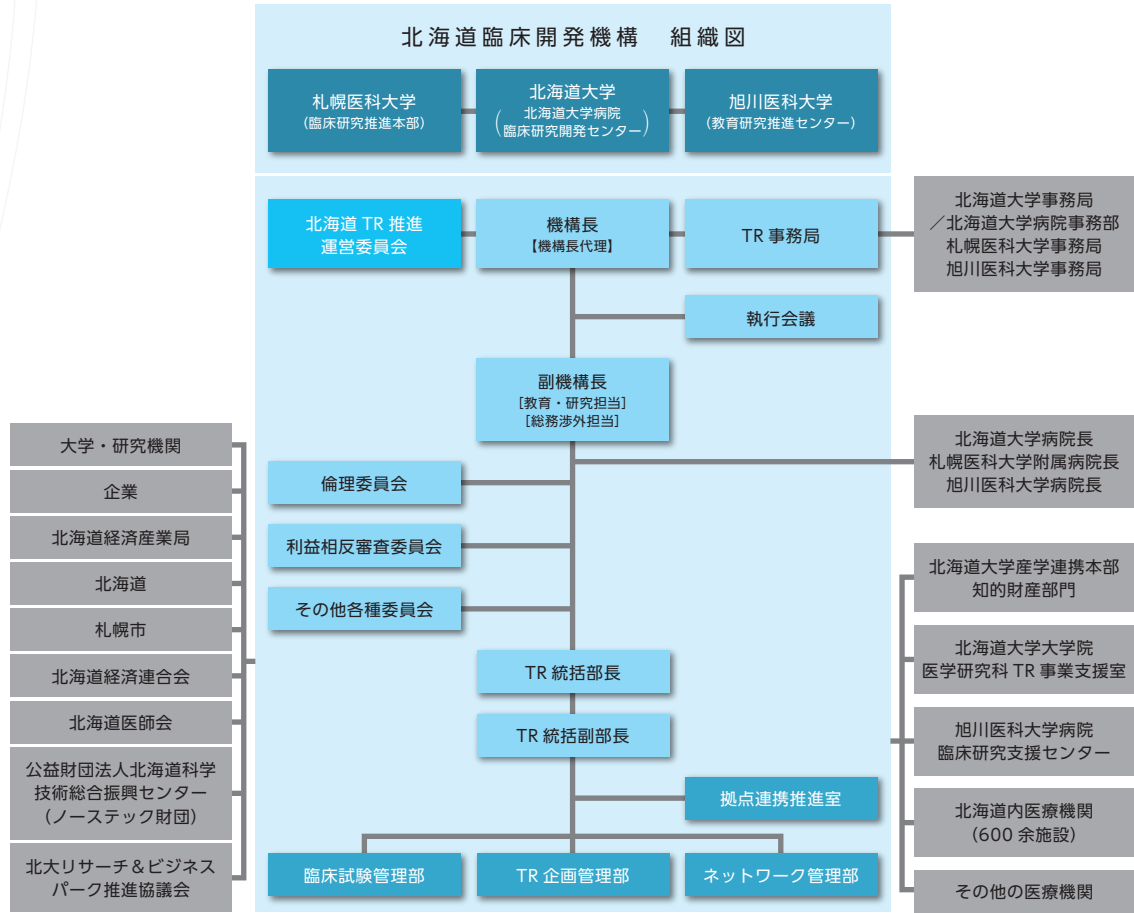 北海道臨床開発機構　組織図
札幌医科大学
(臨床研究推進本部)
北海道大学
(北海道大学病院
臨床研究開発センター)
旭川医科大学
(教育研究推進センター)
北海道 TR 推進
運営委員会
機構長
【機構長代理】
TR 事務局
北海道大学事務局
／北海道大学病院事務部
札幌医科大学事務局
旭川医科大学事務局
執行会議
副機構長
[教育・研究担当]
[総務渉外担当]
北海道大学病院長
札幌医科大学附属病院長
旭川医科大学病院長
倫理委員会
利益相反審査委員会
その他各種委員会
TR 統括部長
TR 統括副部長
拠点連携推進室
臨床試験管理部
TR 企画管理部
ネットワーク管理部
大学・研究機関
企業
北海道経済産業局
北海道
札幌市
北海道経済連合会
北海道医師会
公益財団法人北海道科学
技術総合振興センター
(ノーステック財団)
北大リサーチ＆ビジネス
パーク推進協議会
北海道大学産学連携本部
知的財産部門
北海道大学大学院
医学研究科 TR 事業支援室
旭川医科大学病院
臨床研究支援センター
北海道内医療機関
(600 余施設)
その他の医療機関